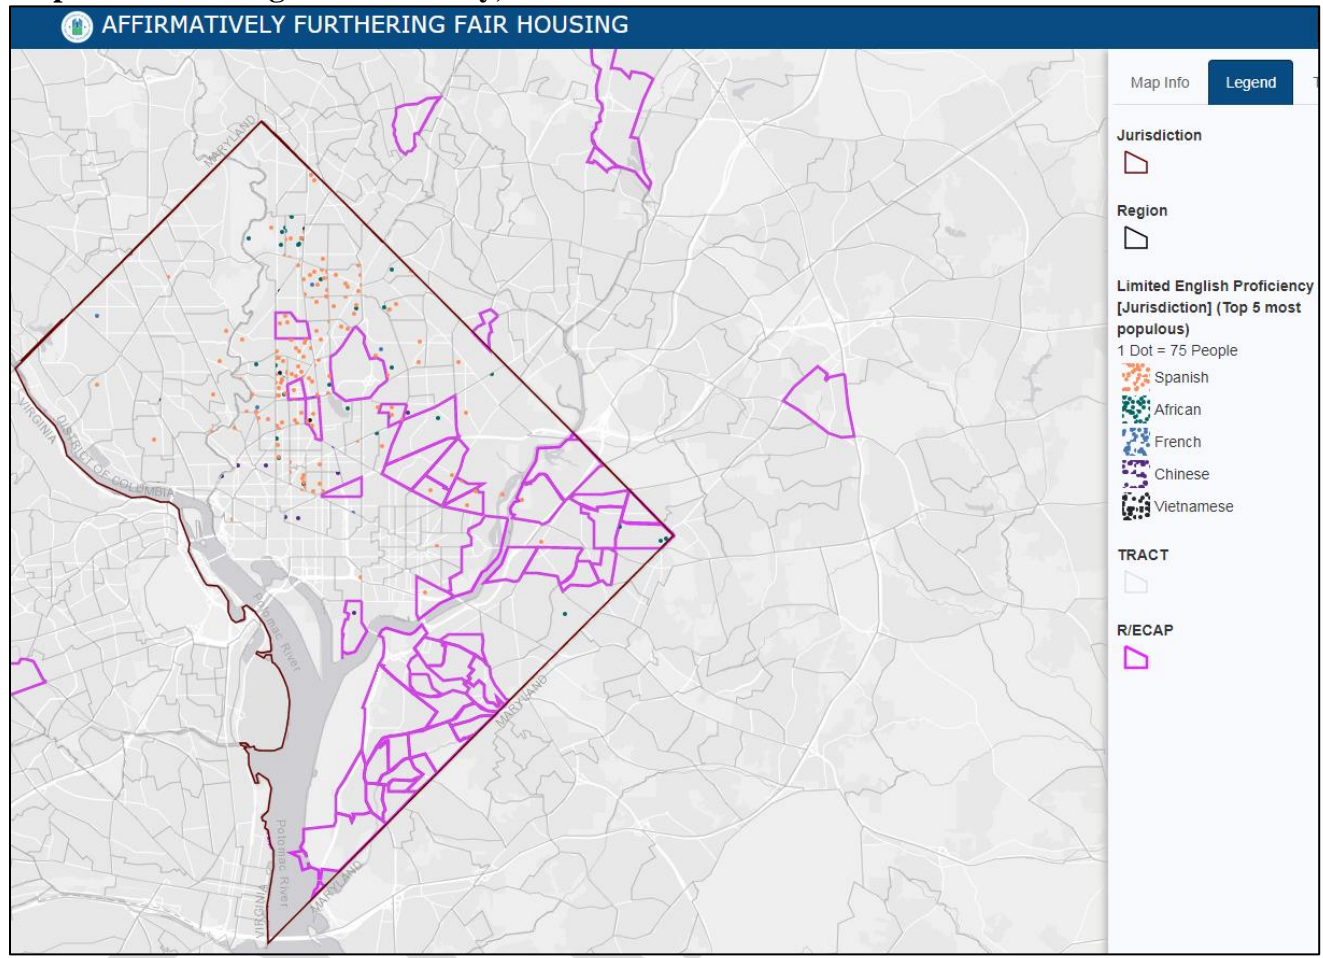 AFFIRMATIVELY FURTHERING FAIR HOUSING
Map Info
Legend
Jurisdiction
Region
Limited English Proficiency
[Jurisdiction] (Top 5 most
populous)
1 Dot = 75 People
Spanish
African
French
Chinese
Vietnamese
TRACT
R/ECAP
MARYLAND
VIRGINIA
DISTRICT OF COLUMBIA
Potomac River
MARYLAND
Potomac River
VIRGINIA
MARYLAND